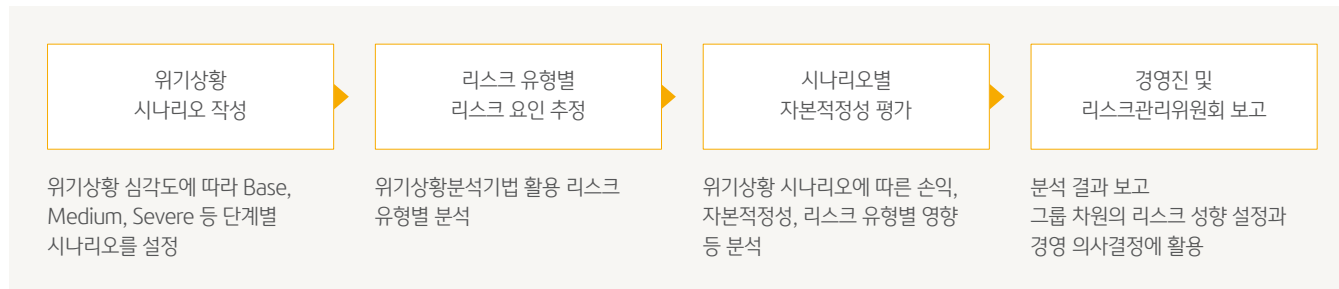 위기상황
시나리오 작성
리스크 유형별
리스크 요인 추정
시나리오별
자본적정성 평가
경영진 및
리스크관리위원회 보고
위기상황 심각도에 따라 Base,
Medium, Severe 등 단계별
시나리오를 설정
위기상황분석기법 활용 리스크
유형별 분석
위기상황 시나리오에 따른 손익,
자본적정성, 리스크 유형별 영향
등 분석
분석 결과 보고
그룹 차원의 리스크 성향 설정과
경영 의사결정에 활용